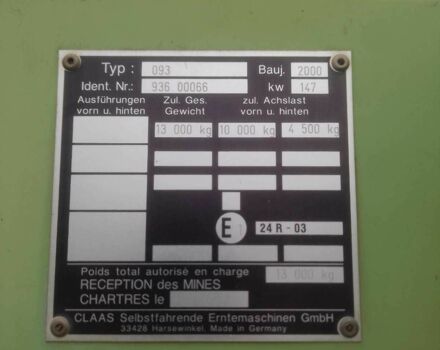 Typ : 093 Bauj. 2000
Ident. Nr.: 936 00066 kw 147
Ausführungen Zul. Ges. zul. Achslast
vorn u. hinten Gewicht vorn u. hinten
13 000 kg 10 000 kg 4 500 kg
E 24 R - 03
Poids total autorisé en charge 13 000 kg
RECEPTION des MINES
CHARTRES le
CLAAS Selbstfahrende Erntemaschinen GmbH
33428 Harsewinkel, Made in Germany